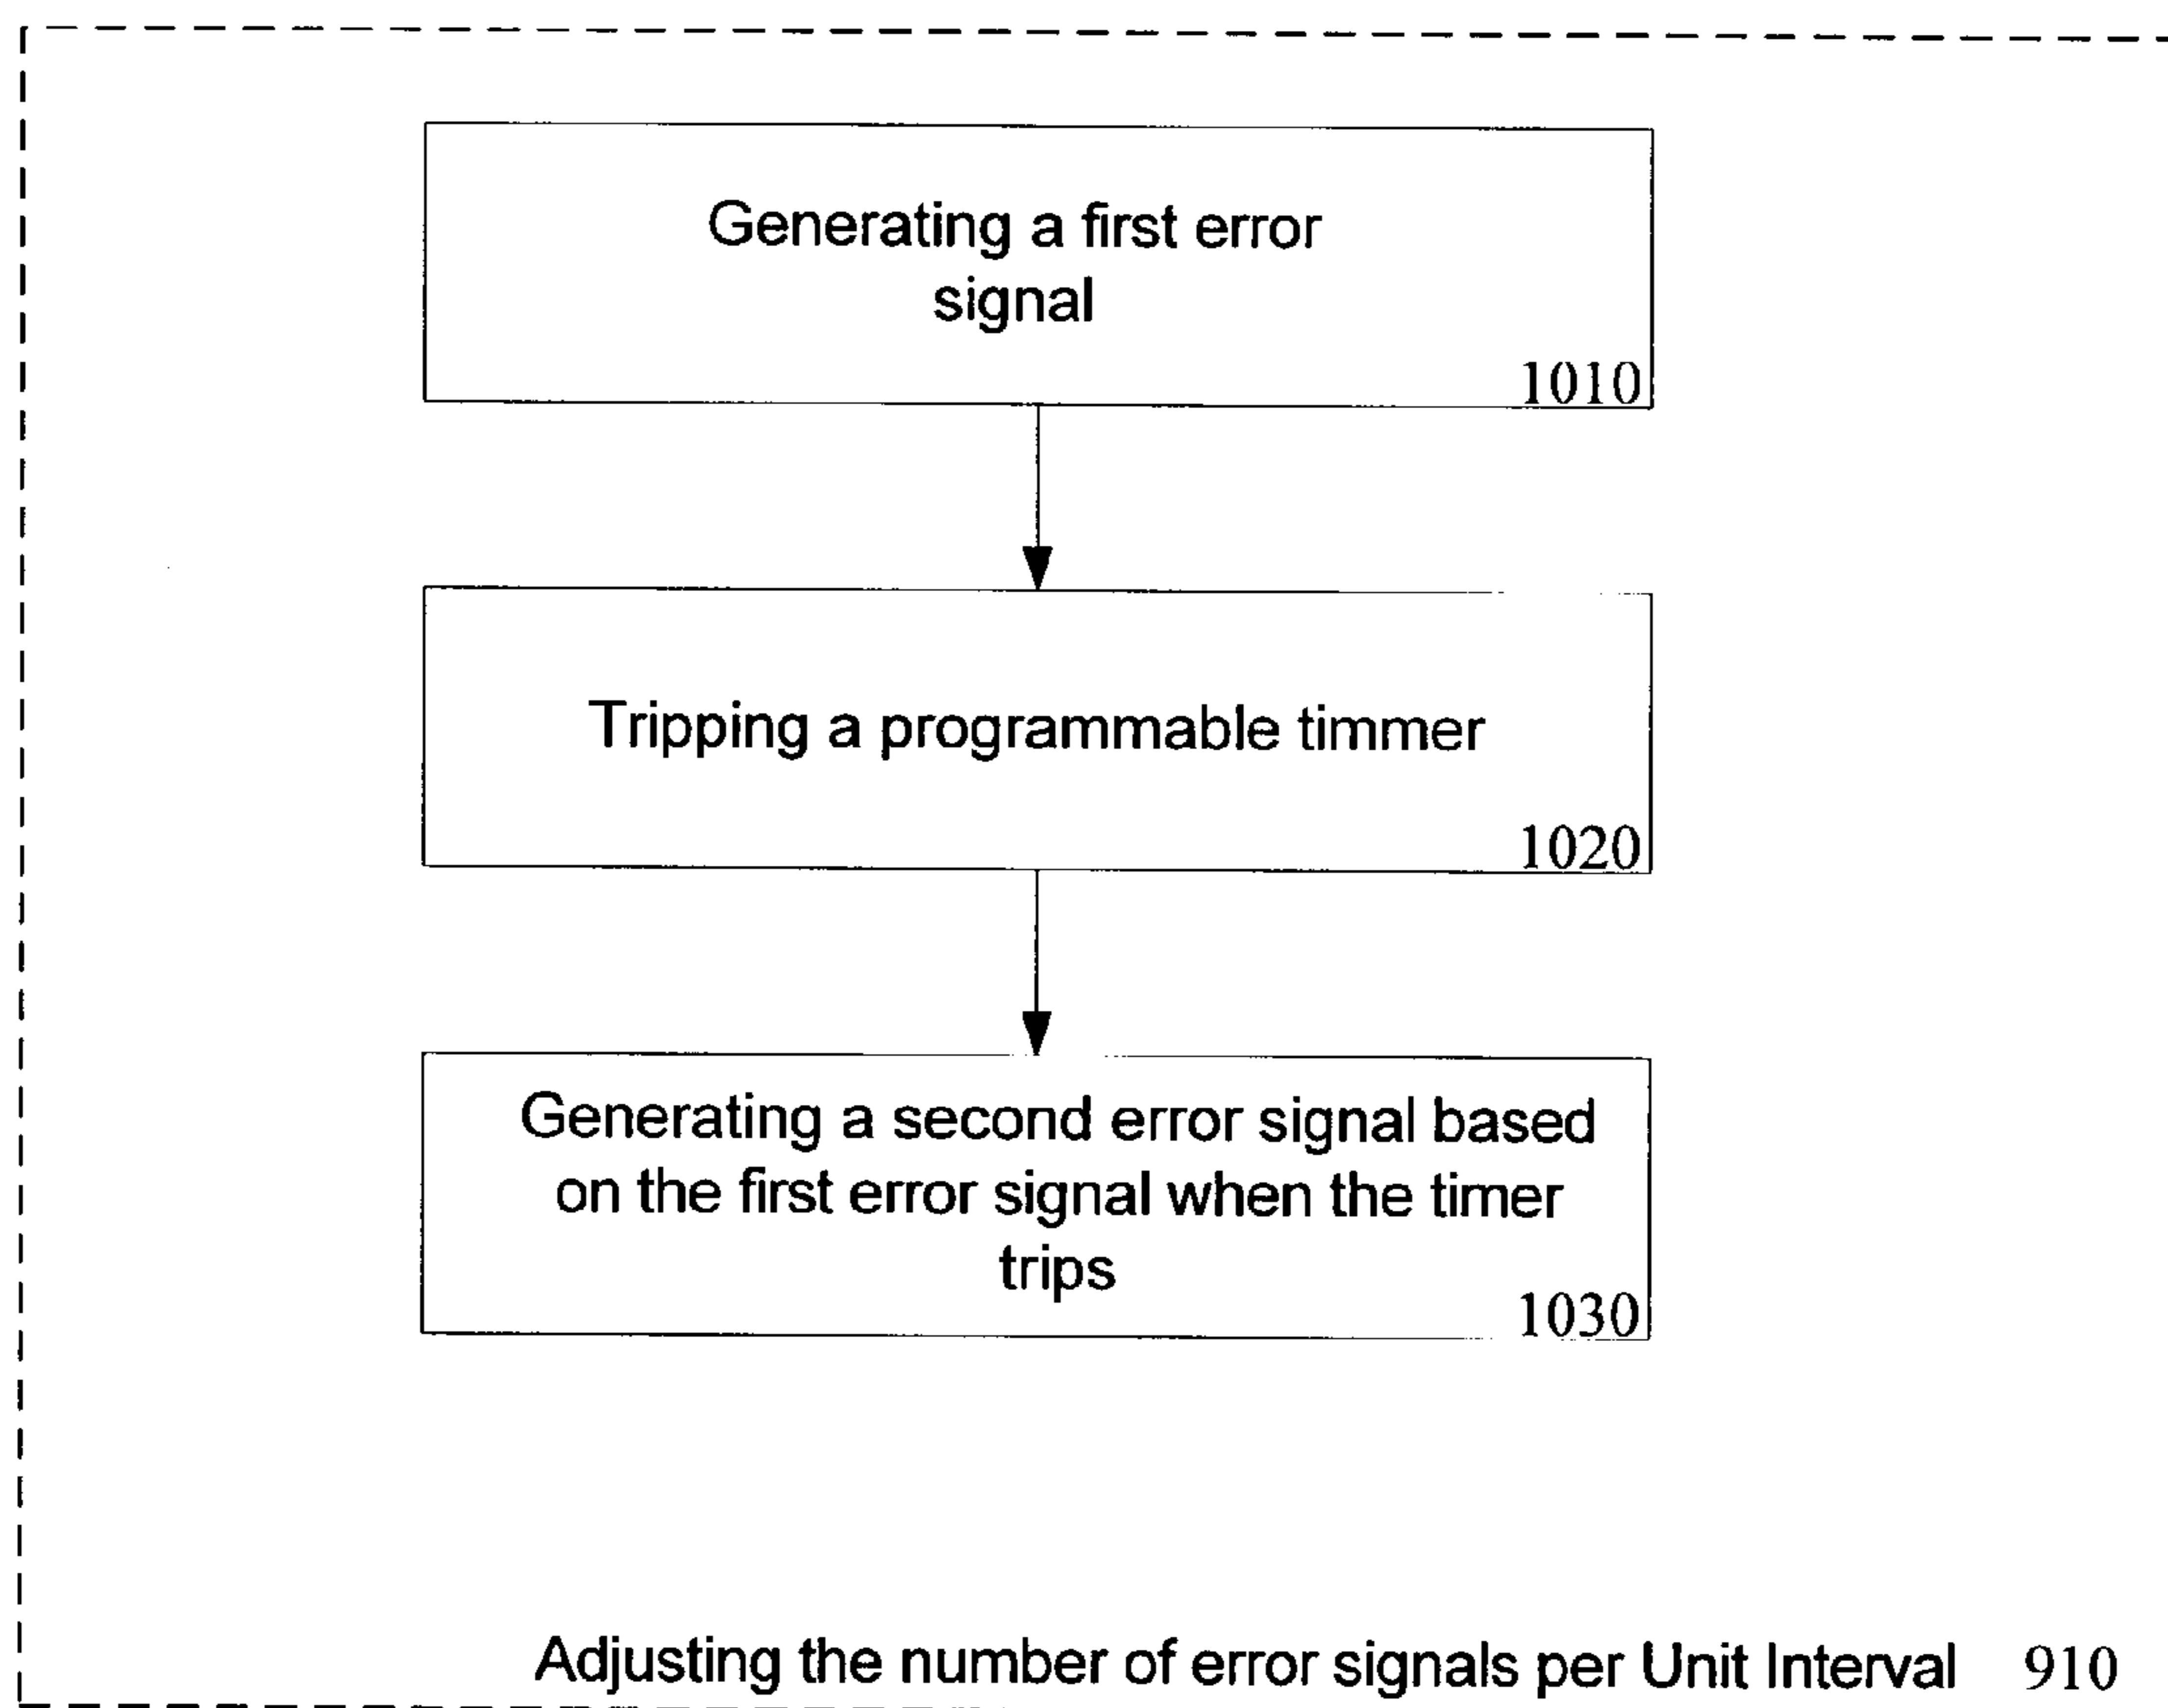 Generating a first error
signal
1010
Tripping a programmable timmer
1020
Generating a second error signal based
on the first error signal when the timer
trips
1030
Adjusting the number of error signals per Unit Interval 910